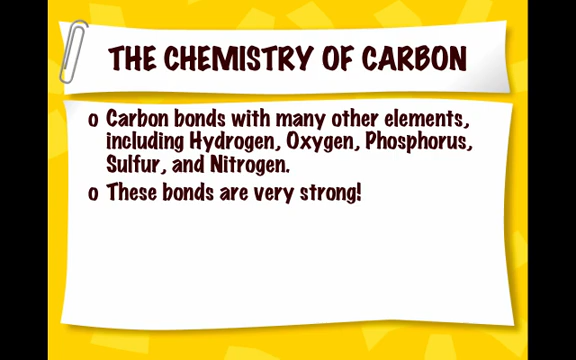 THE CHEMISTRY OF CARBON
o Carbon bonds with many other elements,
including Hydrogen, Oxygen, Phosphorus,
Sulfur, and Nitrogen.
o These bonds are very strong!